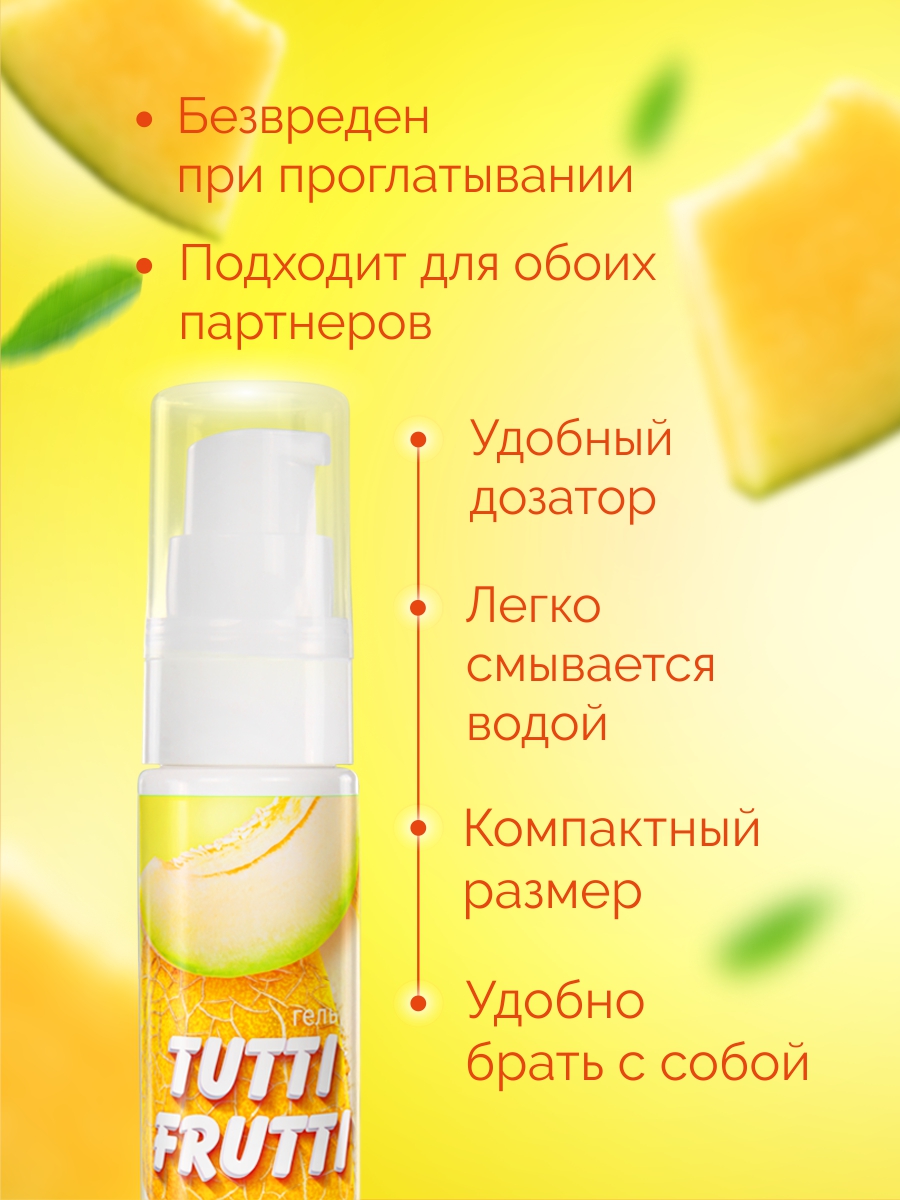 • Безвреден
при проглатывании
• Подходит для обоих
партнеров
Удобный
дозатор
Легко
смывается
водой
Компактный
размер
Удобно
брать с собой
гель
TUTTI
FRUTTI